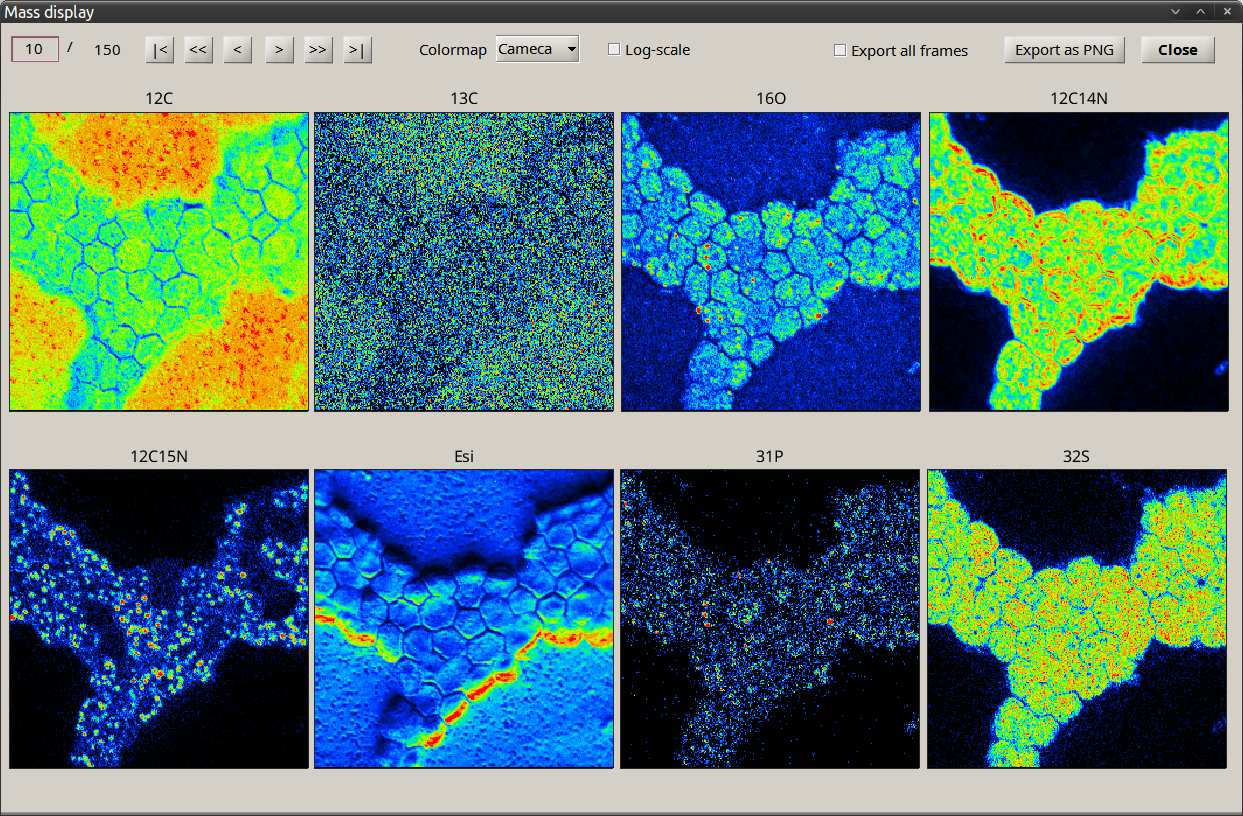 Mass display
10 / 150 |< << < > >> >| Colormap Cameca Log-scale Export all frames Export as PNG Close
12C 13C 16O 12C14N
12C15N Esi 31P 32S